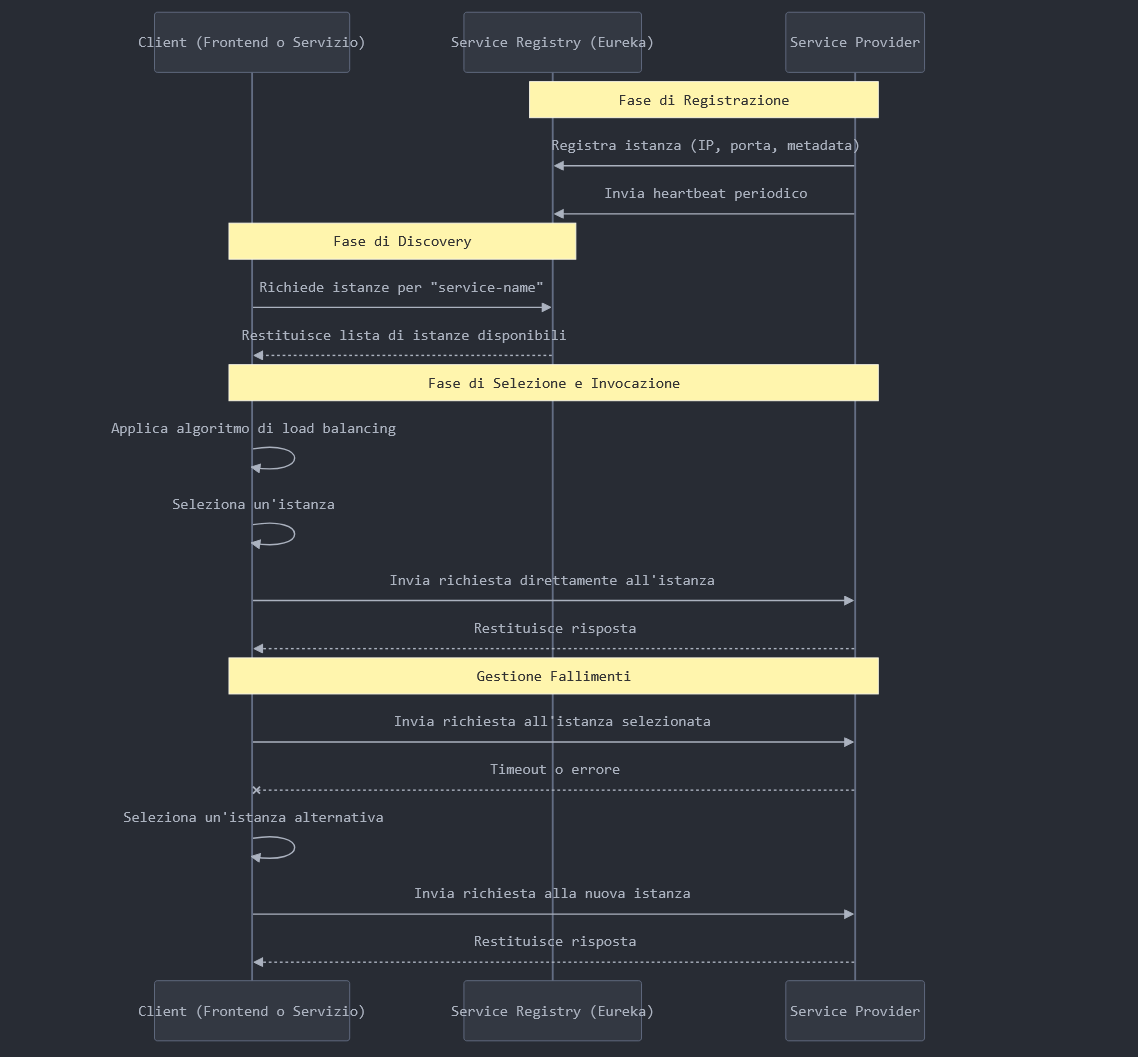 Client (Frontend o Servizio)
Service Registry (Eureka)
Service Provider
Fase di Registrazione
Registra istanza (IP, porta, metadata)
Invia heartbeat periodico
Fase di Discovery
Richiede istanze per "service-name"
Restituisce lista di istanze disponibili
Fase di Selezione e Invocazione
Applica algoritmo di load balancing
Seleziona un'istanza
Invia richiesta direttamente all'istanza
Restituisce risposta
Gestione Fallimenti
Invia richiesta all'istanza selezionata
Timeout o errore
Seleziona un'istanza alternativa
Invia richiesta alla nuova istanza
Restituisce risposta
Client (Frontend o Servizio)
Service Registry (Eureka)
Service Provider